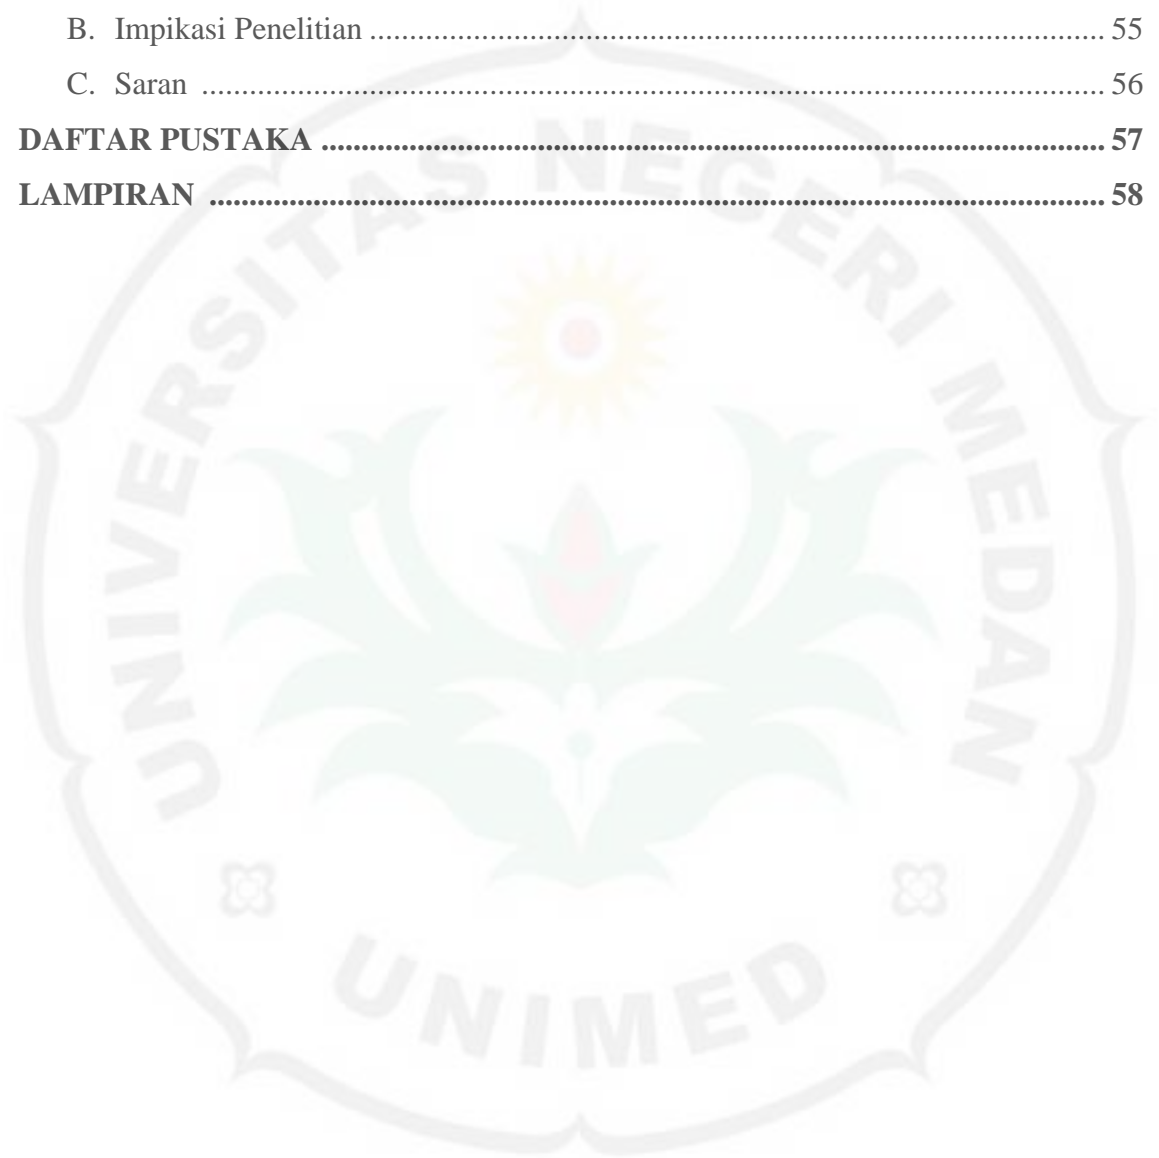 B. Impikasi Penelitian .......................................................................................... 55
C. Saran ................................................................................................................ 56
DAFTAR PUSTAKA ................................................................................................ 57
LAMPIRAN .............................................................................................................. 58
UNIVERSITAS NEGERI MEDAN
UNIMED